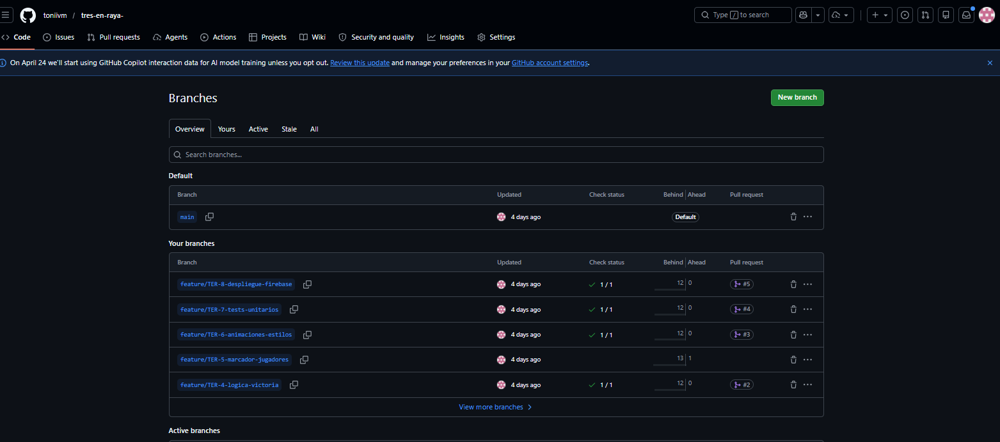 toniivm / tres-en-raya-
Type / to search
Code Issues Pull requests Agents Actions Projects Wiki Security and quality Insights Settings
On April 24 we'll start using GitHub Copilot interaction data for AI model training unless you opt out. Review this update and manage your preferences in your GitHub account settings.
Branches
New branch
Overview Yours Active Stale All
Search branches...
Default
Branch Updated Check status Behind Ahead Pull request
main 4 days ago Default
Your branches
Branch Updated Check status Behind Ahead Pull request
feature/TER-8-despliegue-firebase 4 days ago 1 / 1 12 0 #5
feature/TER-7-tests-unitarios 4 days ago 1 / 1 12 0 #4
feature/TER-6-animaciones-estilos 4 days ago 1 / 1 12 0 #3
feature/TER-5-marcador-jugadores 4 days ago 13 1
feature/TER-4-logica-victoria 4 days ago 1 / 1 12 0 #2
View more branches
Active branches